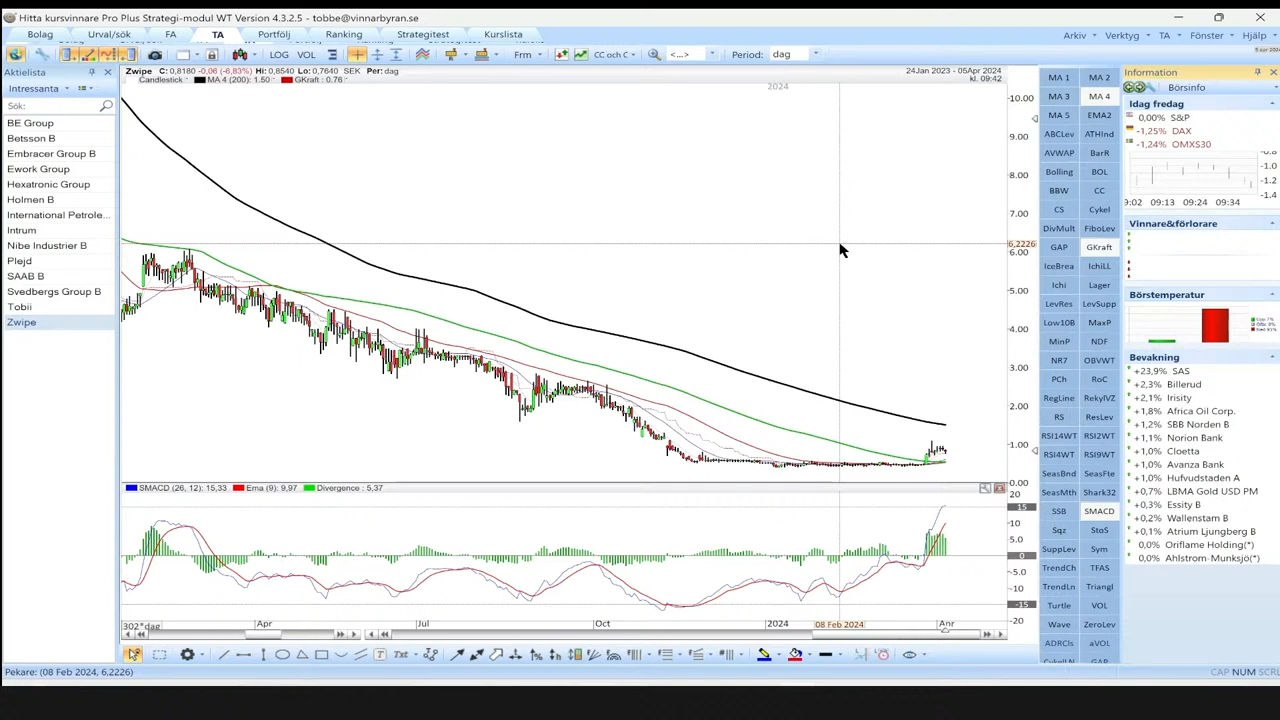 Hitta kursvinnare Pro Plus Strategi-modul WT Version 4.3.2.5 - tobbe@vinnarbyran.se
Bolag Urval/sök FA TA Portfölj Ranking Strategitest Kurslista Arkiv Verktyg TA Fönster Hjälp
LOG VOL Frm CC och C <...> Period: dag
Aktielista
Intressanta
Sök:
BE Group
Betsson B
Embracer Group B
Ework Group
Hexatronic Group
Holmen B
International Petrole...
Intrum
Nibe Industrier B
Plejd
SAAB B
Svedbergs Group B
Tobii
Zwipe
Zwipe C: 0,8180 -0,06 (-6,83%) Hi: 0,8540 Lo: 0,7640 SEK Per: dag 24Jan 2023 - 05Apr 2024
Candlestick MA 4 (200): 1.50 GKraft : 0.76 kl. 09:42
2024
10.00
9.00
8.00
7.00
6,2226
6.00
5.00
4.00
3.00
2.00
1.00
0.00
SMACD (26, 12): 15,33 Ema (9): 9,97 Divergence : 5,37
20
15
10
5.0
0
-5.0
-10
-15
-20
302*dag Apr Jul Oct 2024 08 Feb 2024 Apr
MA 1 MA 2
MA 3 MA 4
MA 5 EMA2
ABCLev ATHInd
AVWAP BarR
Bolling BOL
BBW CC
CS Cykel
DivMult FiboLev
GAP GKraft
IceBrea IchiLL
Ichi Lager
LevRes LevSupp
Low10B MaxP
MinP NDF
NR7 OBVWT
PCh RoC
RegLine RekylVZ
RS ResLev
RSI14WT RSI2WT
RSI4WT RSI9WT
SeasBnd SeasFte
SeasMth Shark32
SSB SMACD
Sqz StoS
SuppLev Sym
TrendCh TFAS
TrendLn Triangl
Turtle VOL
Wave ZeroLev
ADRCls aVOL
Information
Börsinfo
Idag fredag
0,00% S&P
-1,25% DAX
-1,24% OMXS30
-0.8
-1.0
-1.2
-1.4
9:02 09:13 09:24 09:34
Vinnare&förlorare
Börstemperatur
Bevakning
+23,9% SAS
+2,3% Billerud
+2,1% Irisity
+1,8% Africa Oil Corp.
+1,2% SBB Norden B
+1,1% Norion Bank
+1,0% Cloetta
+1,0% Avanza Bank
+1,0% Hufvudstaden A
+0,7% LBMA Gold USD PM
+0,3% Essity B
+0,2% Wallenstam B
+0,1% Atrium Ljungberg B
0,0% Oriflame Holding(*)
0,0% Ahlstrom-Munksjö(*)
Txt
Pekare: (08 Feb 2024, 6,2226) CAP NUM SCRL